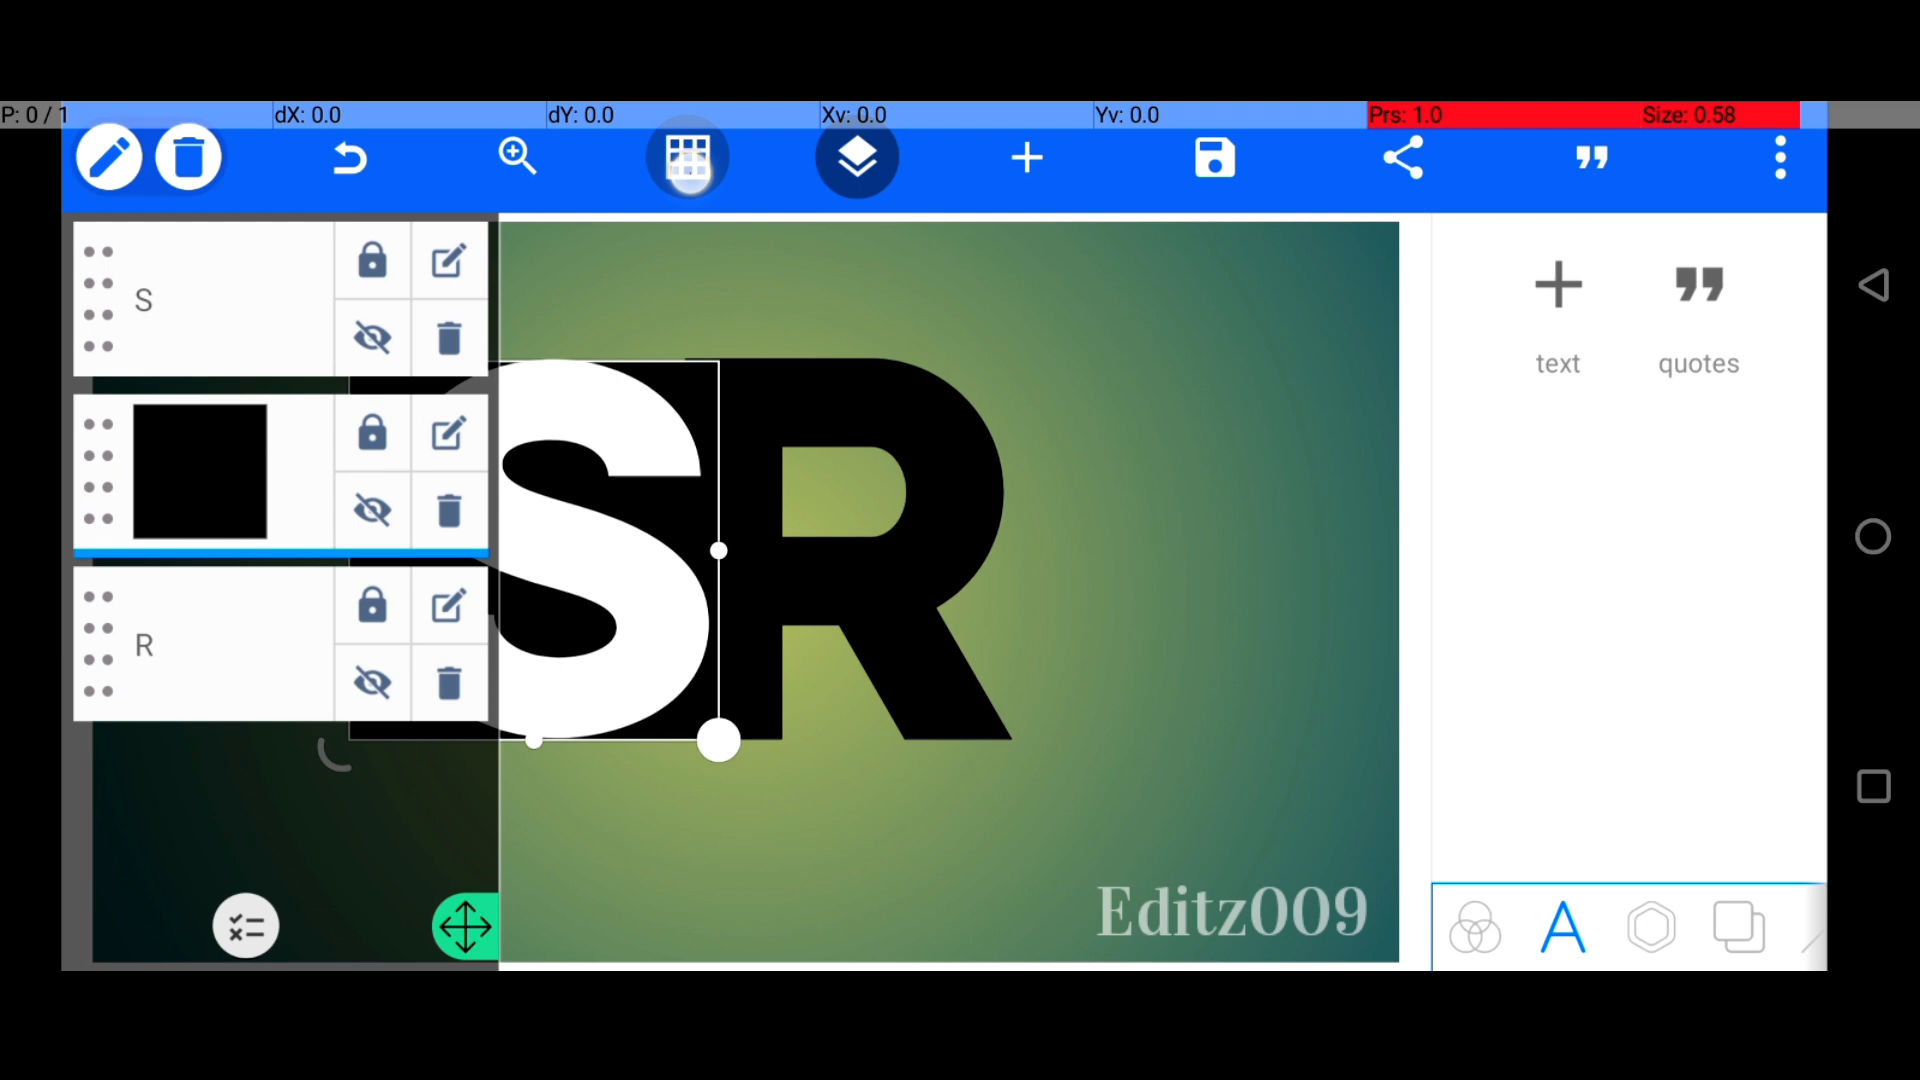 P: 0 / 1 dX: 0.0 dY: 0.0 Xv: 0.0 Yv: 0.0 Prs: 1.0 Size: 0.58
S
R
SR
text quotes
Editz009